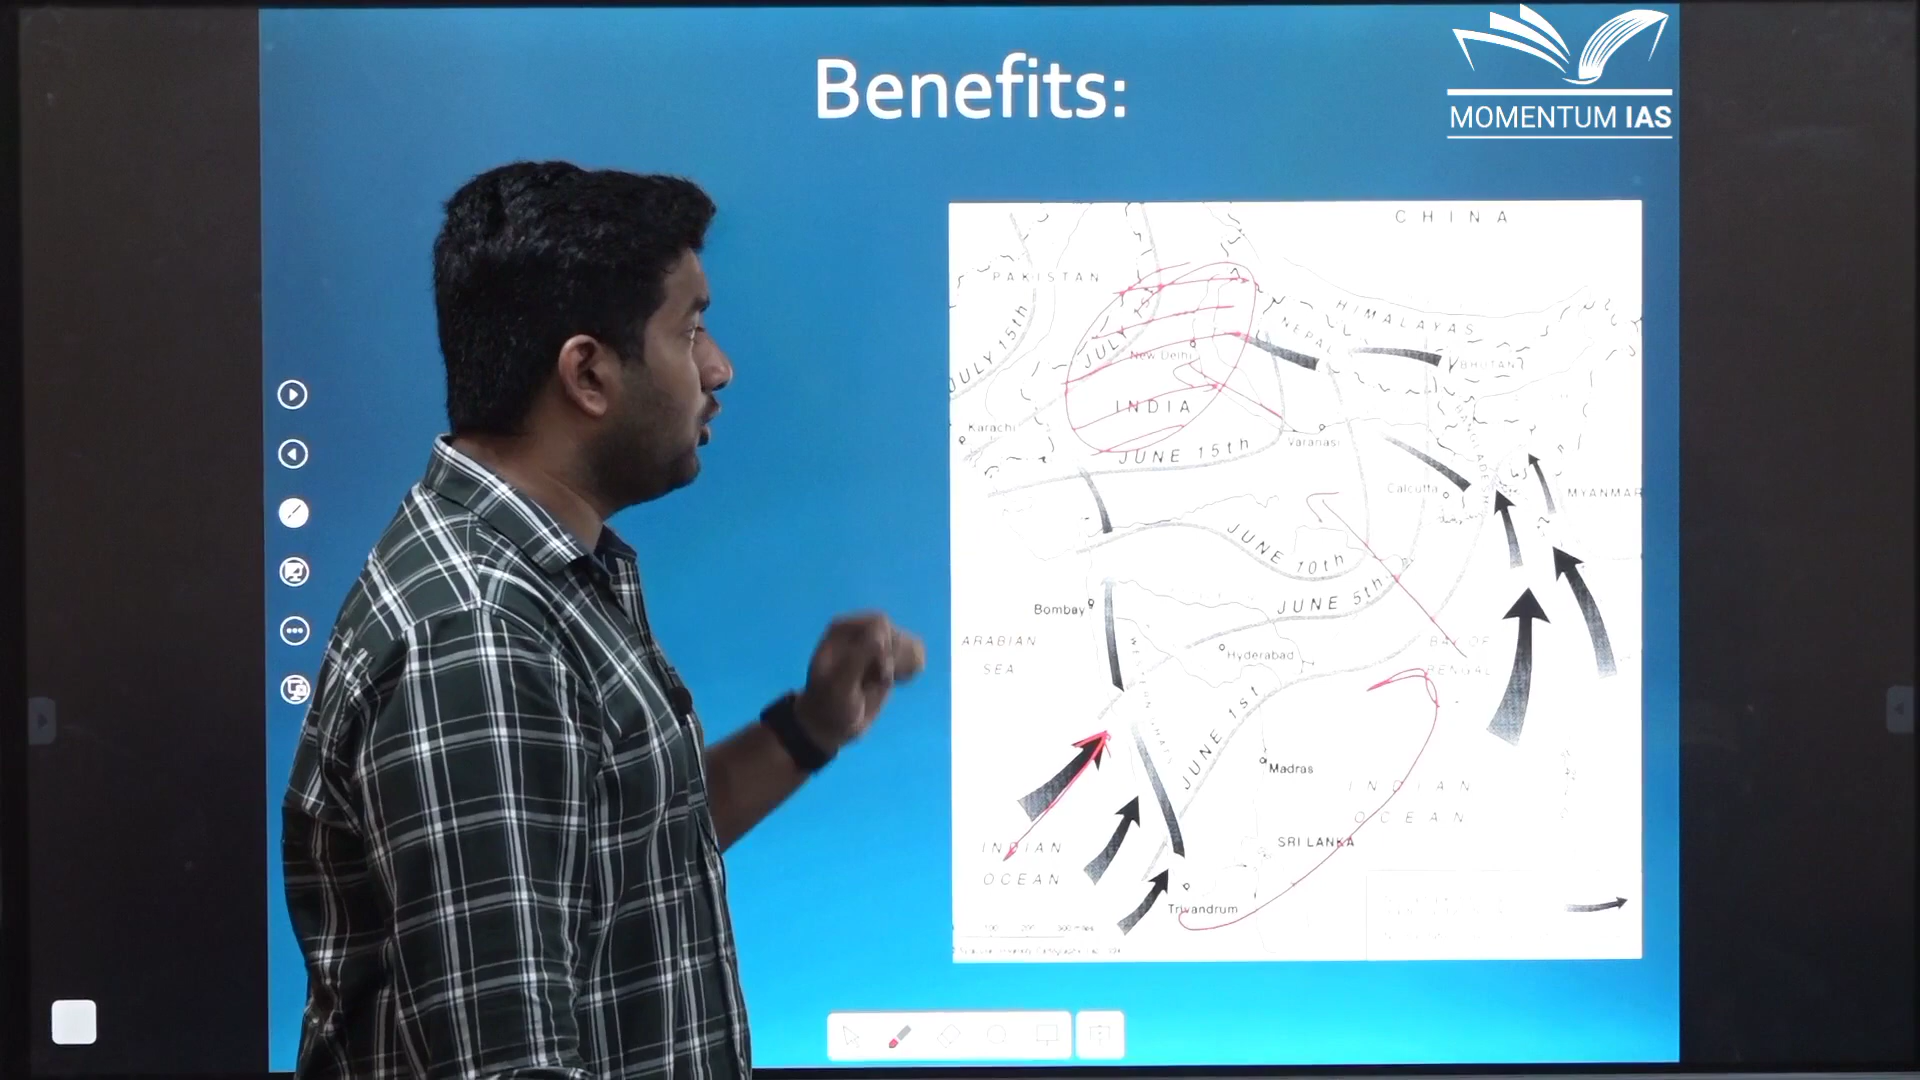 Benefits:
MOMENTUM IAS
CHINA
PAKISTAN
HIMALAYAS
NEPAL
JULY 15th
JULY 1st
New Delhi
BHUTAN
INDIA
Karachi
Varanasi
JUNE 15th
Calcutta
MYANMAR
JUNE 10th
JUNE 5th
Bombay
ARABIAN
SEA
BAY OF
BENGAL
Hyderabad
JUNE 1st
Madras
INDIAN
OCEAN
SRI LANKA
INDIAN
OCEAN
Trivandrum